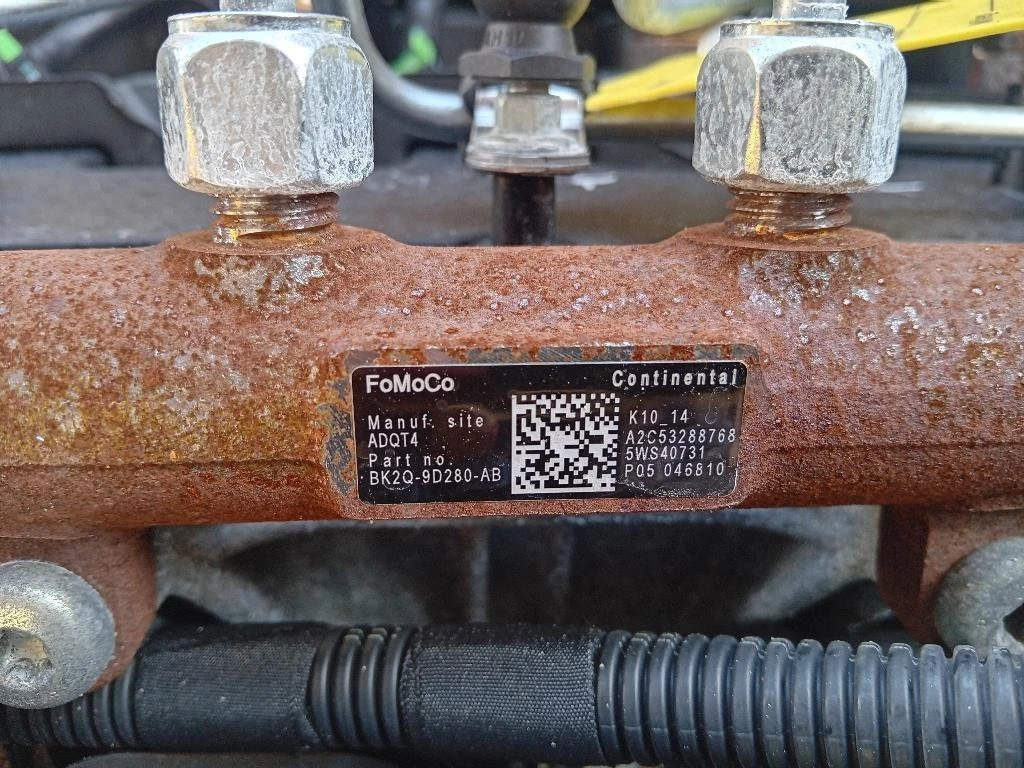 FoMoCo
Continental
Manuf. site
ADQT4
Part no.
BK2Q-9D280-AB
K10_14
A2C53288768
5WS40731
P05 046810